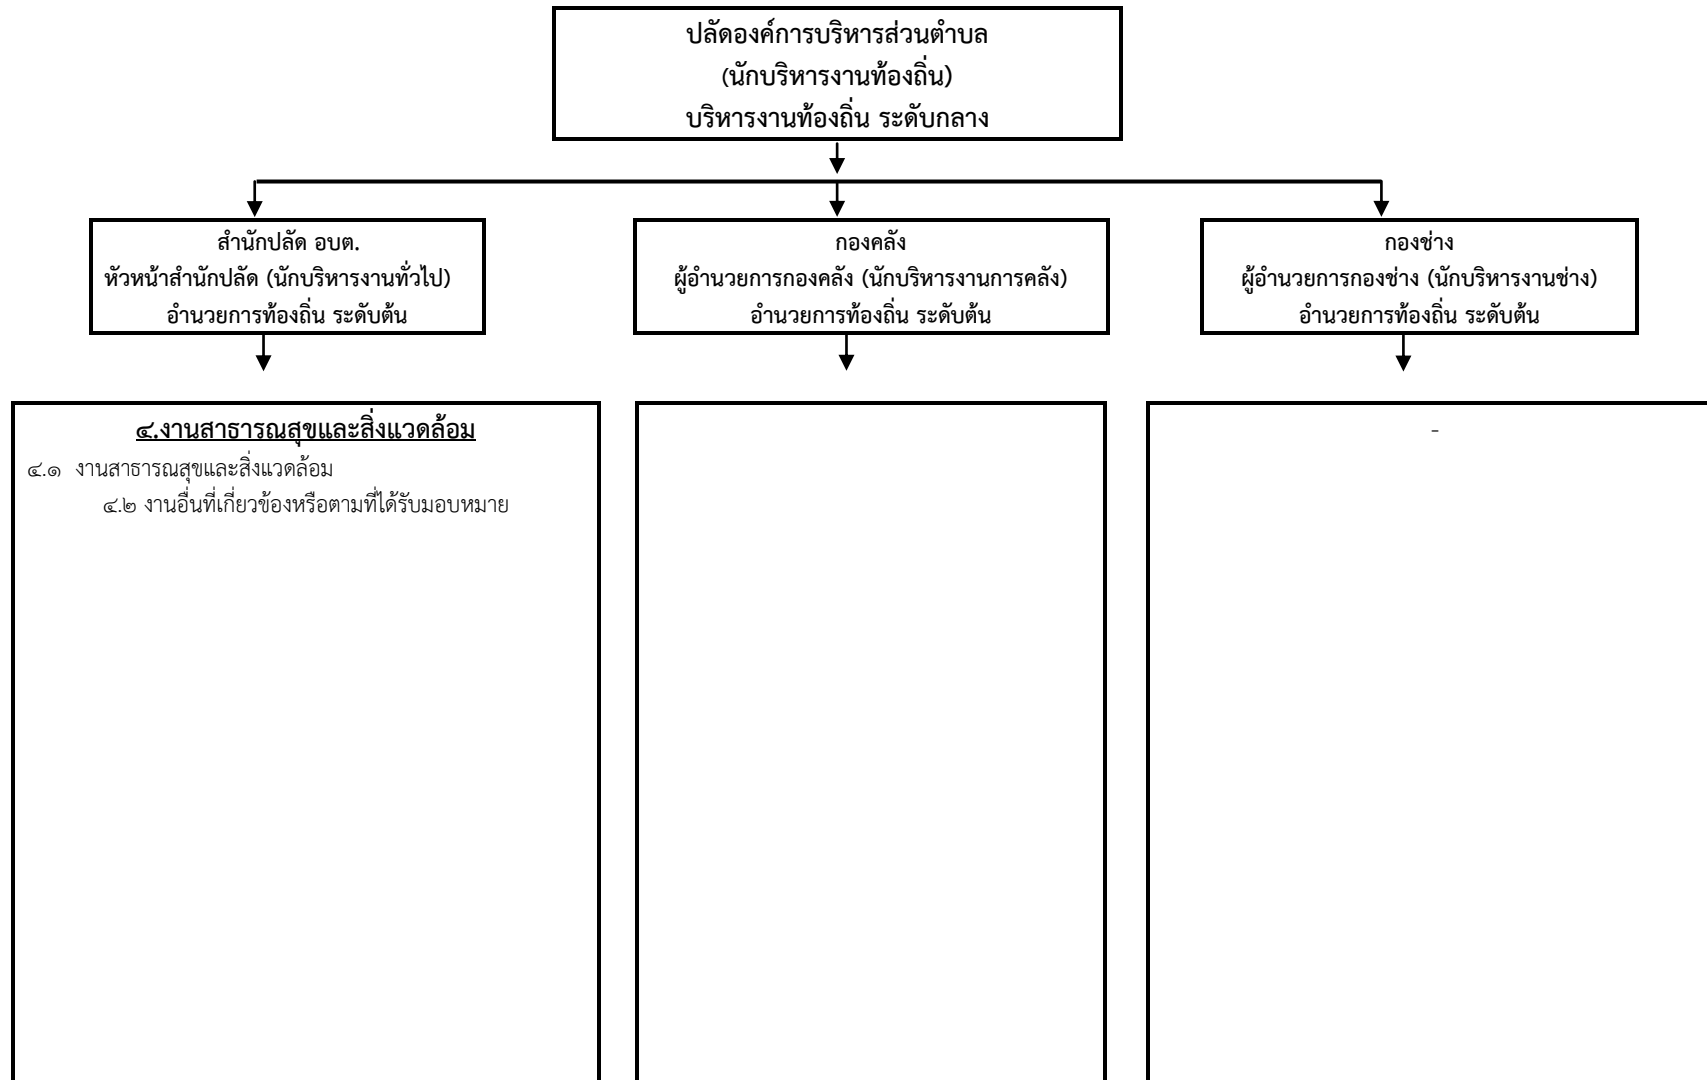 ปลัดองค์การบริหารส่วนตำบล
(นักบริหารงานท้องถิ่น)
บริหารงานท้องถิ่น ระดับกลาง
สำนักปลัด อบต.
หัวหน้าสำนักปลัด (นักบริหารงานทั่วไป)
อำนวยการท้องถิ่น ระดับต้น
กองคลัง
ผู้อำนวยการกองคลัง (นักบริหารงานการคลัง)
อำนวยการท้องถิ่น ระดับต้น
กองช่าง
ผู้อำนวยการกองช่าง (นักบริหารงานช่าง)
อำนวยการท้องถิ่น ระดับต้น
๔.งานสาธารณสุขและสิ่งแวดล้อม
๔.๑ งานสาธารณสุขและสิ่งแวดล้อม
๔.๒ งานอื่นที่เกี่ยวข้องหรือตามที่ได้รับมอบหมาย
-